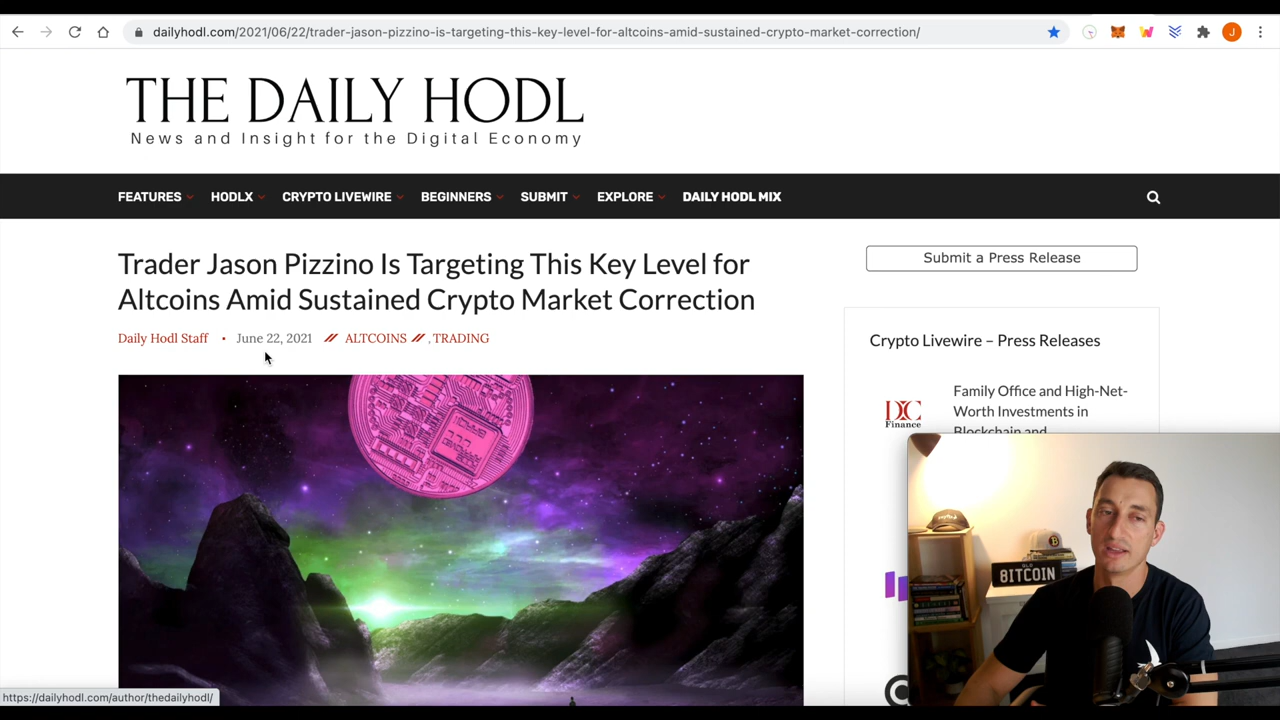 dailyhodl.com/2021/06/22/trader-jason-pizzino-is-targeting-this-key-level-for-altcoins-amid-sustained-crypto-market-correction/
J
THE DAILY HODL
News and Insight for the Digital Economy
FEATURES HODLX CRYPTO LIVEWIRE BEGINNERS SUBMIT EXPLORE DAILY HODL MIX
Trader Jason Pizzino Is Targeting This Key Level for
Altcoins Amid Sustained Crypto Market Correction
Daily Hodl Staff • June 22, 2021 // ALTCOINS // , TRADING
Submit a Press Release
Crypto Livewire – Press Releases
Family Office and High-Net-
Worth Investments in
Blockchain and
DC
Finance
BITCOIN
https://dailyhodl.com/author/thedailyhodl/